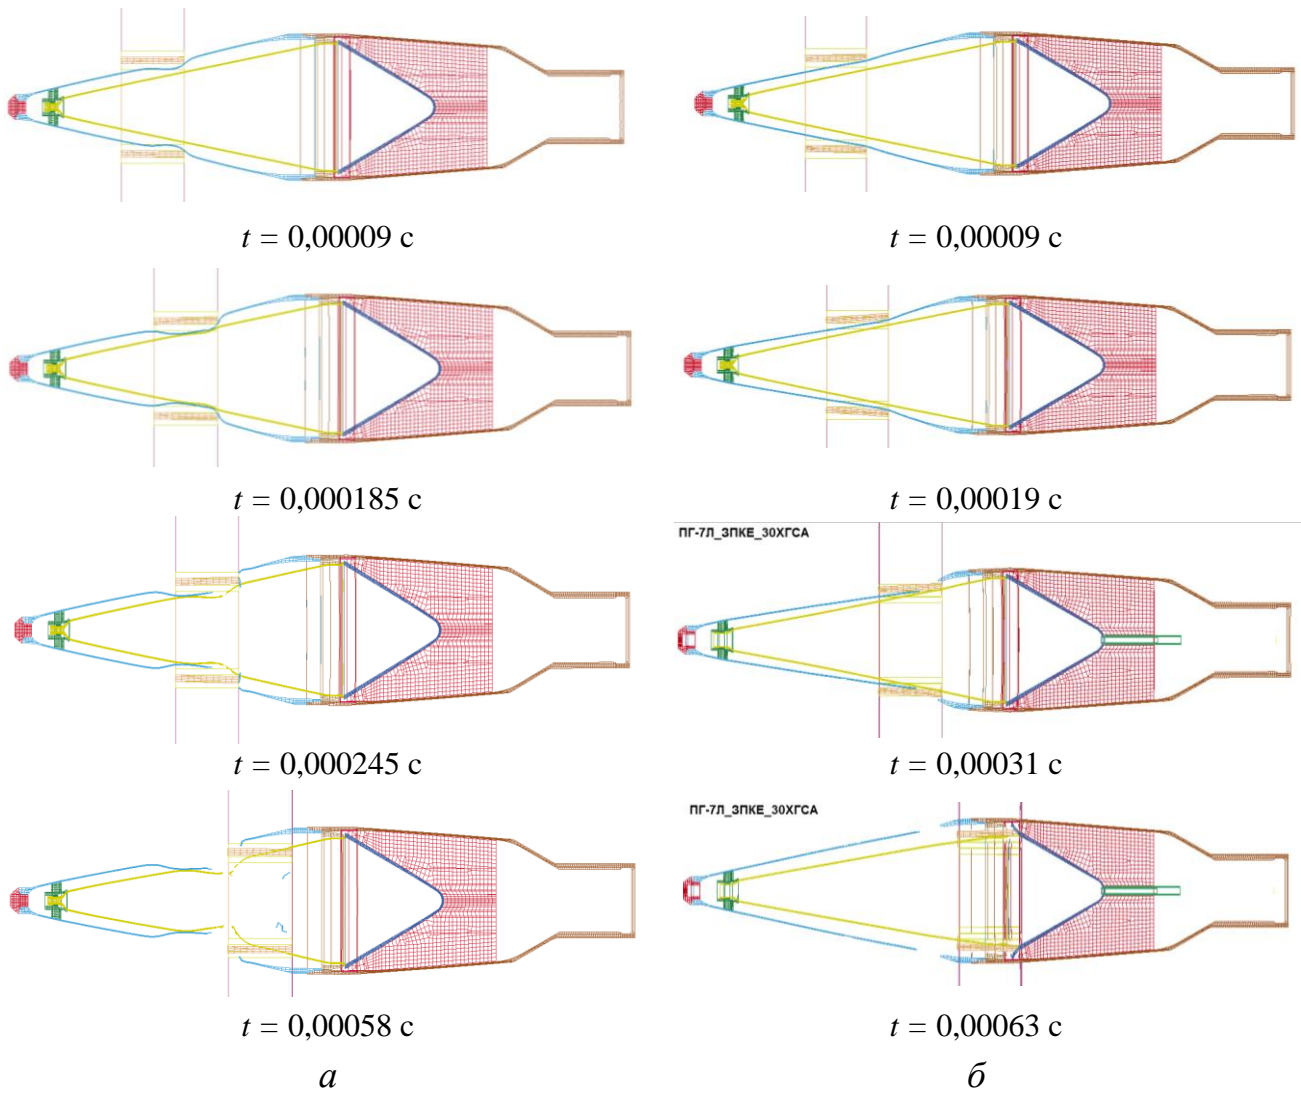 t = 0,00009 с
t = 0,00009 с
t = 0,000185 с
t = 0,00019 с
ПГ-7Л_ЗПКЕ_30ХГСА
t = 0,000245 с
t = 0,00031 с
ПГ-7Л_ЗПКЕ_30ХГСА
t = 0,00058 с
t = 0,00063 с
а
б